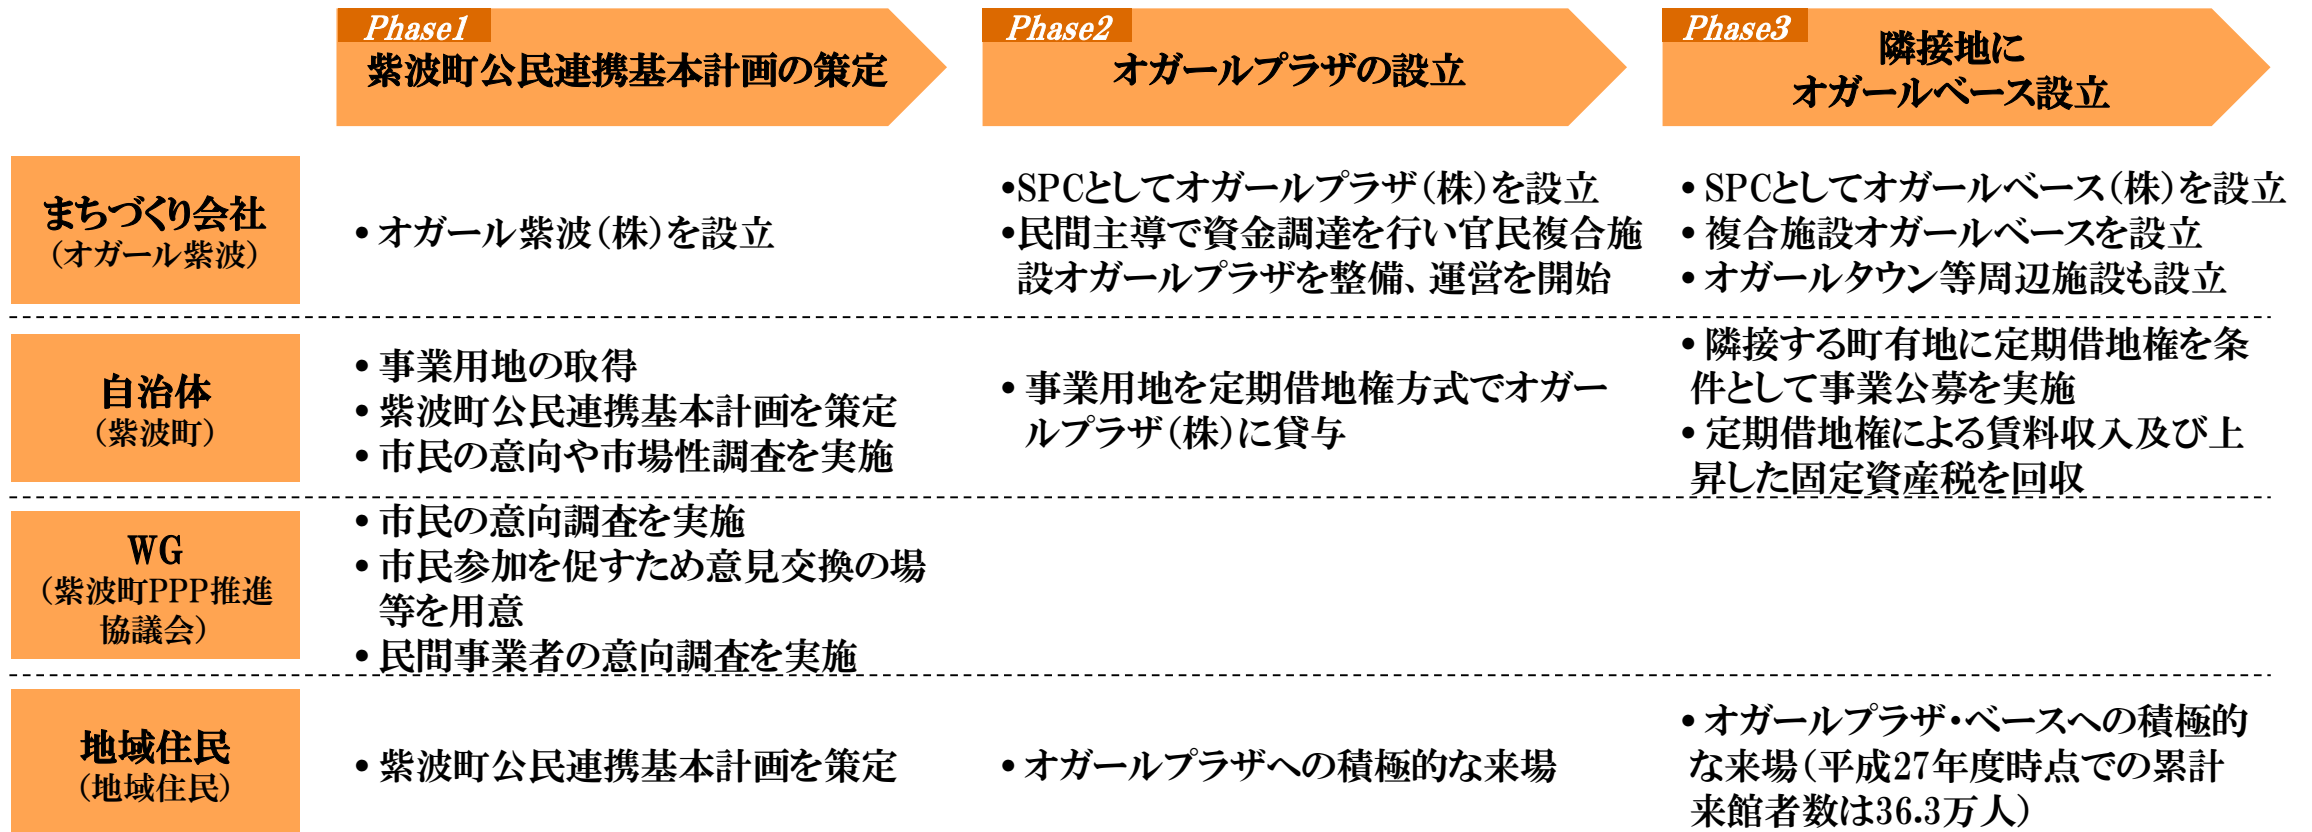 Phase1
紫波町公民連携基本計画の策定
Phase2
オガールプラザの設立
Phase3
隣接地に
オガールベース設立
まちづくり会社
（オガール紫波）
• オガール紫波（株）を設立
•SPCとしてオガールプラザ（株）を設立
•民間主導で資金調達を行い官民複合施
設オガールプラザを整備、運営を開始
• SPCとしてオガールベース（株）を設立
• 複合施設オガールベースを設立
• オガールタウン等周辺施設も設立
自治体
（紫波町）
• 事業用地の取得
• 紫波町公民連携基本計画を策定
• 市民の意向や市場性調査を実施
• 事業用地を定期借地権方式でオガー
ルプラザ（株）に貸与
• 隣接する町有地に定期借地権を条
件として事業公募を実施
• 定期借地権による賃料収入及び上
昇した固定資産税を回収
WG
（紫波町PPP推進
協議会）
• 市民の意向調査を実施
• 市民参加を促すため意見交換の場
等を用意
• 民間事業者の意向調査を実施
地域住民
（地域住民）
• 紫波町公民連携基本計画を策定
• オガールプラザへの積極的な来場
• オガールプラザ・ベースへの積極的
な来場（平成27年度時点での累計
来館者数は36.3万人）